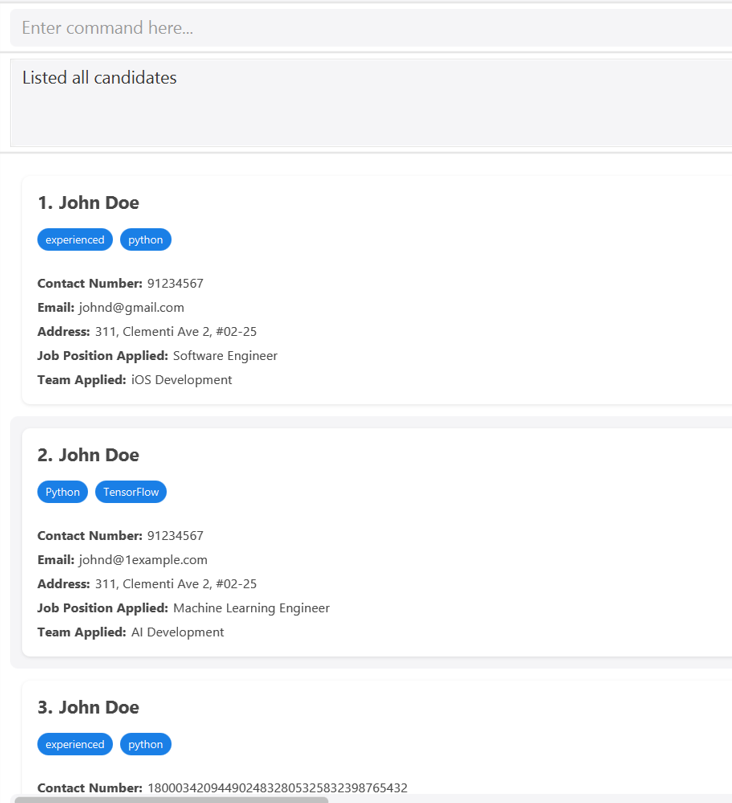 Enter command here...
Listed all candidates
1. John Doe
experienced python
Contact Number: 91234567
Email: johnd@gmail.com
Address: 311, Clementi Ave 2, #02-25
Job Position Applied: Software Engineer
Team Applied: iOS Development
2. John Doe
Python TensorFlow
Contact Number: 91234567
Email: johnd@1example.com
Address: 311, Clementi Ave 2, #02-25
Job Position Applied: Machine Learning Engineer
Team Applied: AI Development
3. John Doe
experienced python
Contact Number: 1800034209449024832805325832398765432